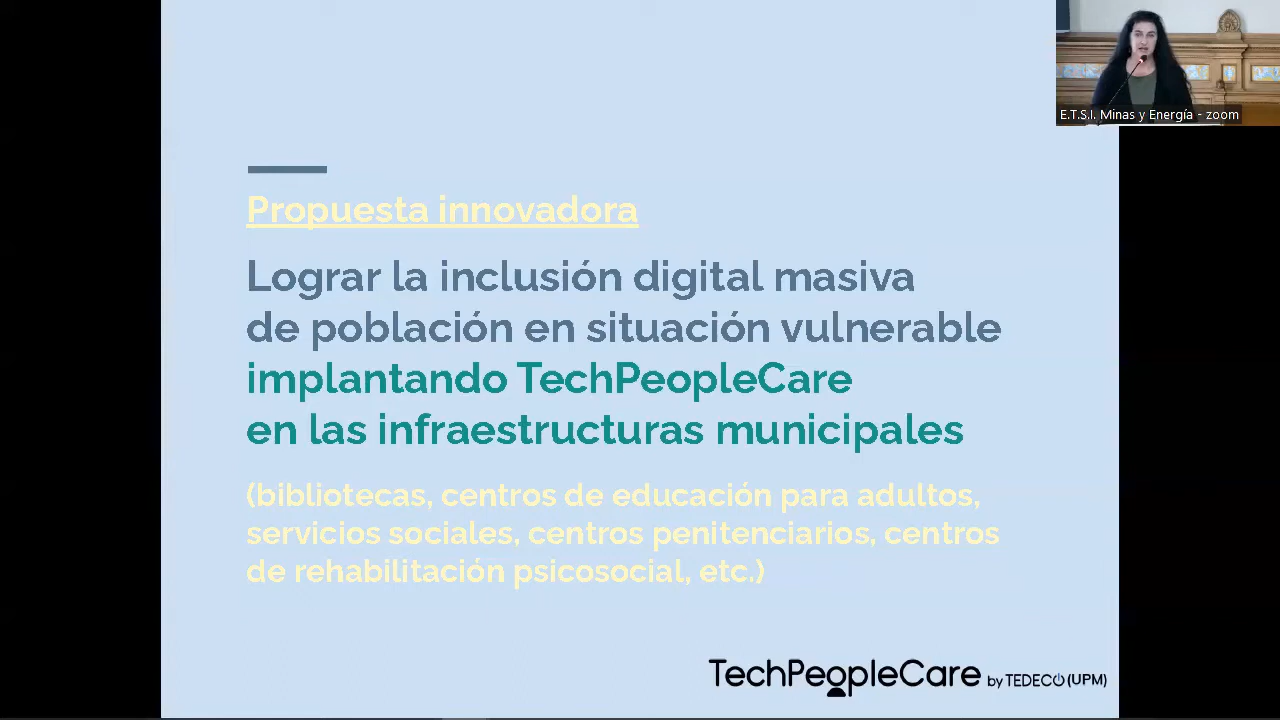 E.T.S.I. Minas y Energía - zoom
Propuesta innovadora
Lograr la inclusión digital masiva
de población en situación vulnerable
implantando TechPeopleCare
en las infraestructuras municipales
(bibliotecas, centros de educación para adultos,
servicios sociales, centros penitenciarios, centros
de rehabilitación psicosocial, etc.)
TechPeopleCare by TEDECO (UPM)